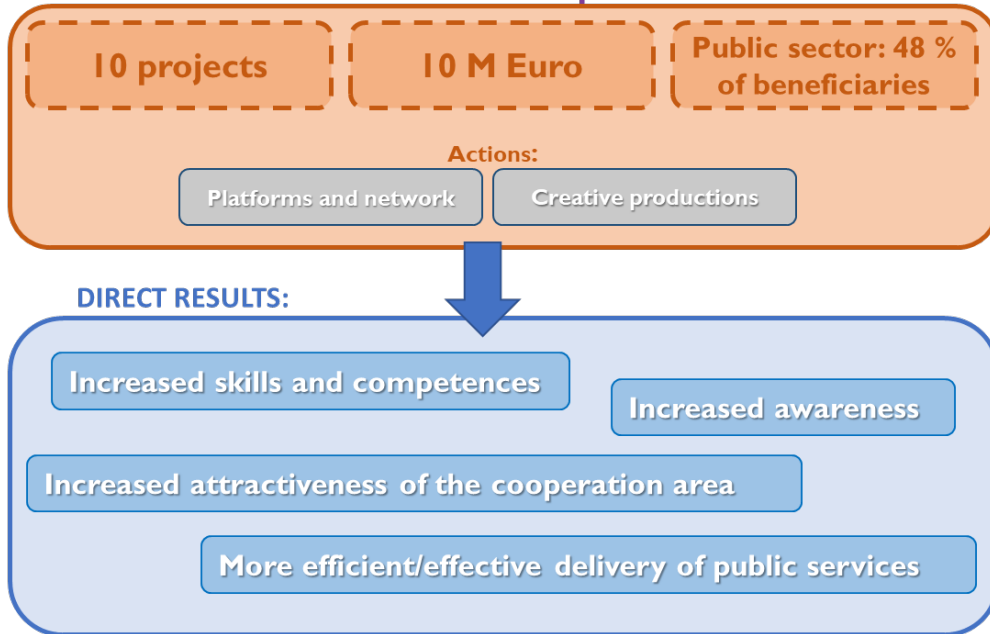 10 projects
10 M Euro
Public sector: 48 %
of beneficiaries
Actions:
Platforms and network
Creative productions
DIRECT RESULTS:
Increased skills and competences
Increased awareness
Increased attractiveness of the cooperation area
More efficient/effective delivery of public services